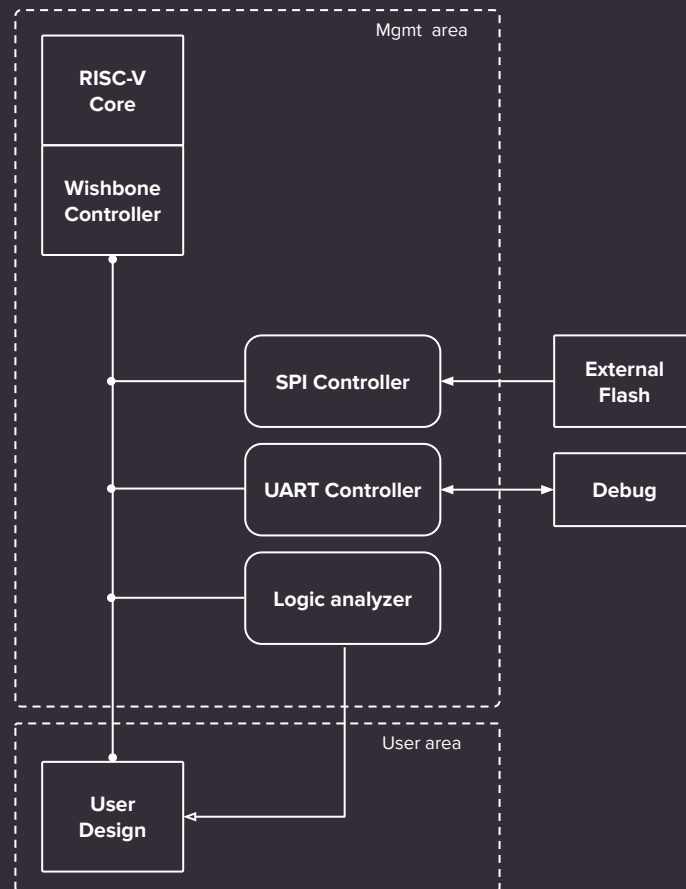 Mgmt area
RISC-V
Core
Wishbone
Controller
SPI Controller
External
Flash
UART Controller
Debug
Logic analyzer
User area
User
Design